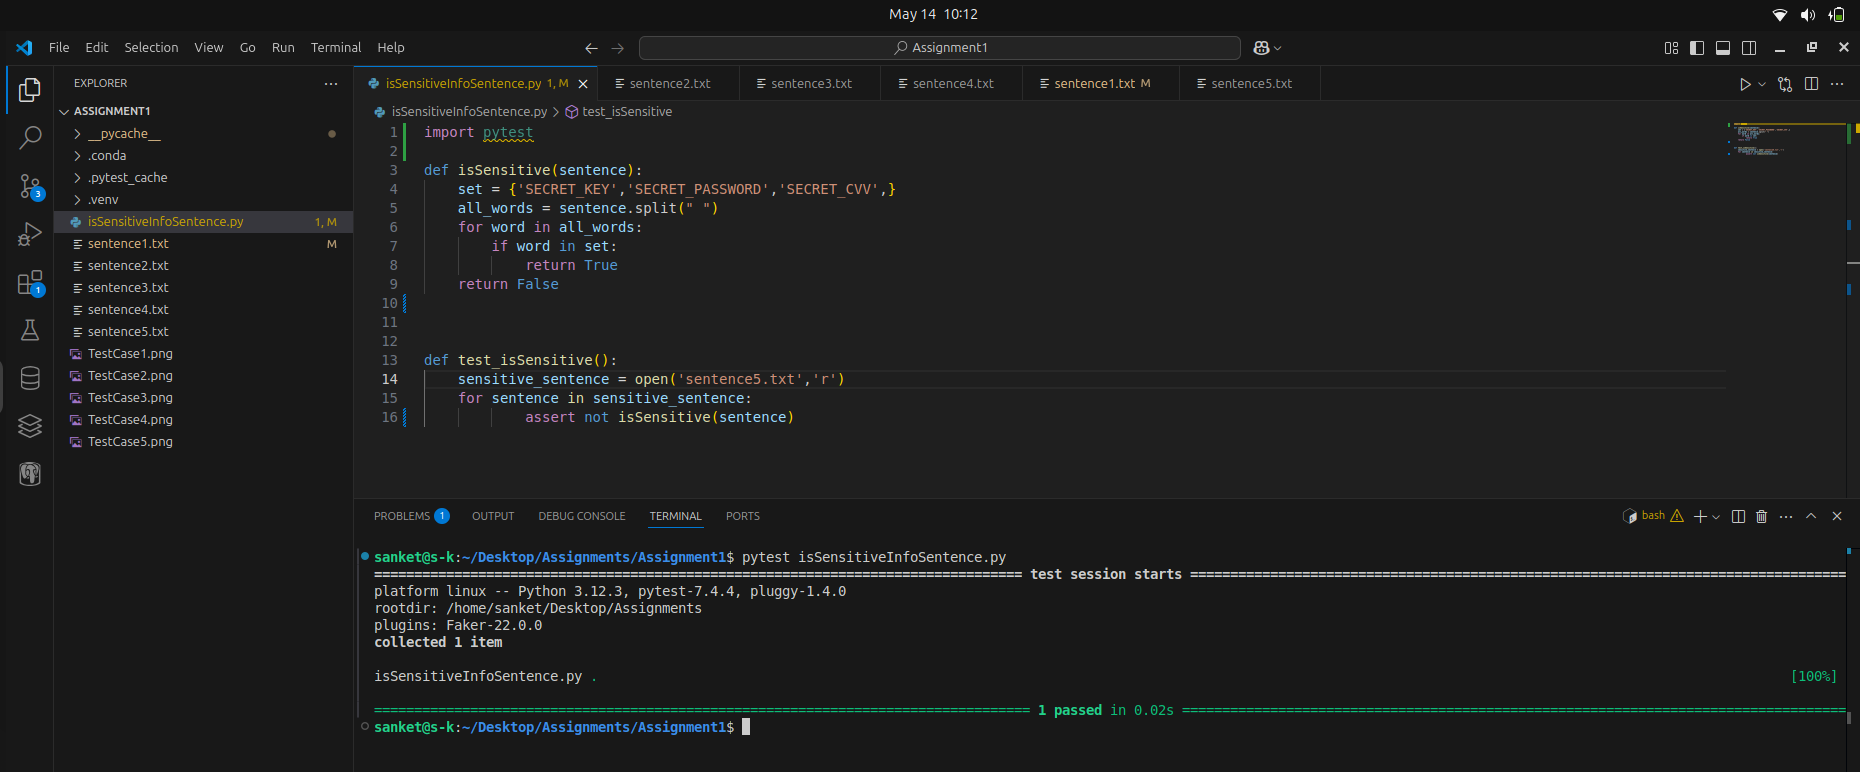 May 14 10:12
File Edit Selection View Go Run Terminal Help
Assignment1
EXPLORER
ASSIGNMENT1
__pycache__
.conda
.pytest_cache
.venv
isSensitiveInfoSentence.py 1, M
sentence1.txt M
sentence2.txt
sentence3.txt
sentence4.txt
sentence5.txt
TestCase1.png
TestCase2.png
TestCase3.png
TestCase4.png
TestCase5.png
3
1
isSensitiveInfoSentence.py 1, M sentence2.txt sentence3.txt sentence4.txt sentence1.txt M sentence5.txt
isSensitiveInfoSentence.py > test_isSensitive
1 import pytest
2
3 def isSensitive(sentence):
4 set = {'SECRET_KEY','SECRET_PASSWORD','SECRET_CVV',}
5 all_words = sentence.split(" ")
6 for word in all_words:
7 if word in set:
8 return True
9 return False
10
11
12
13 def test_isSensitive():
14 sensitive_sentence = open('sentence5.txt','r')
15 for sentence in sensitive_sentence:
16 assert not isSensitive(sentence)
PROBLEMS 1 OUTPUT DEBUG CONSOLE TERMINAL PORTS
bash
sanket@s-k:~/Desktop/Assignments/Assignment1$ pytest isSensitiveInfoSentence.py
=== test session starts ===
platform linux -- Python 3.12.3, pytest-7.4.4, pluggy-1.4.0
rootdir: /home/sanket/Desktop/Assignments
plugins: Faker-22.0.0
collected 1 item
isSensitiveInfoSentence.py . [100%]
=== 1 passed in 0.02s ===
sanket@s-k:~/Desktop/Assignments/Assignment1$